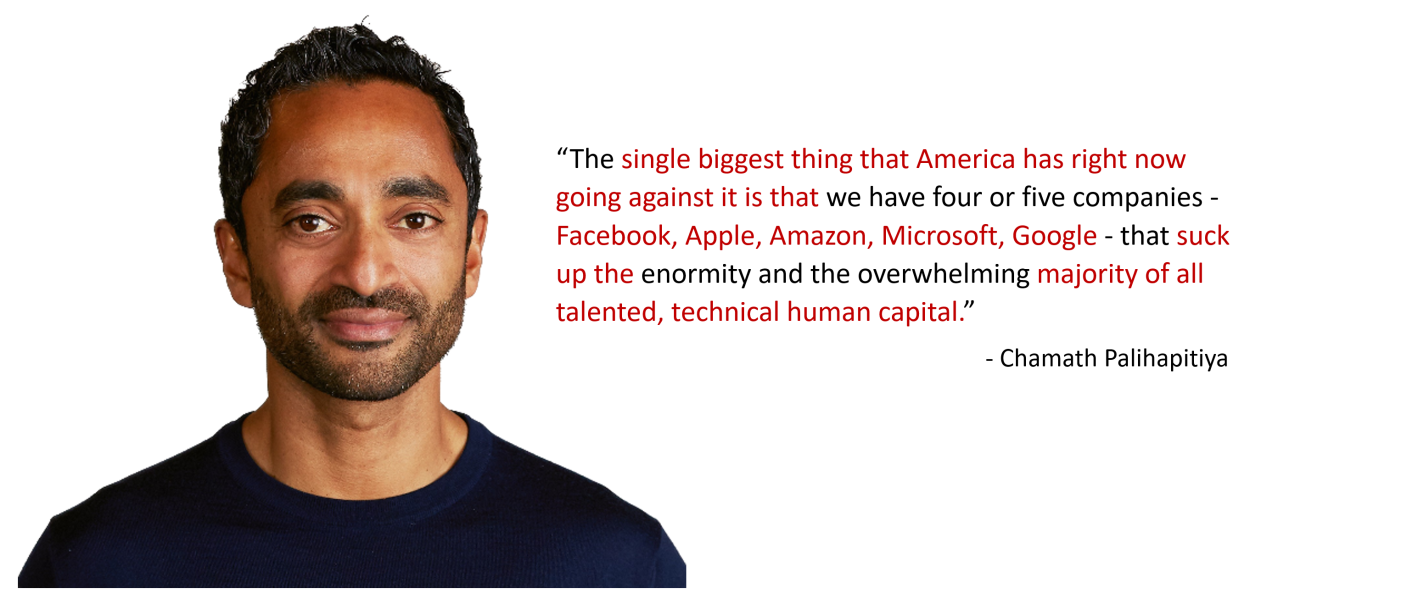 “The single biggest thing that America has right now
going against it is that we have four or five companies -
Facebook, Apple, Amazon, Microsoft, Google - that suck
up the enormity and the overwhelming majority of all
talented, technical human capital.”
- Chamath Palihapitiya